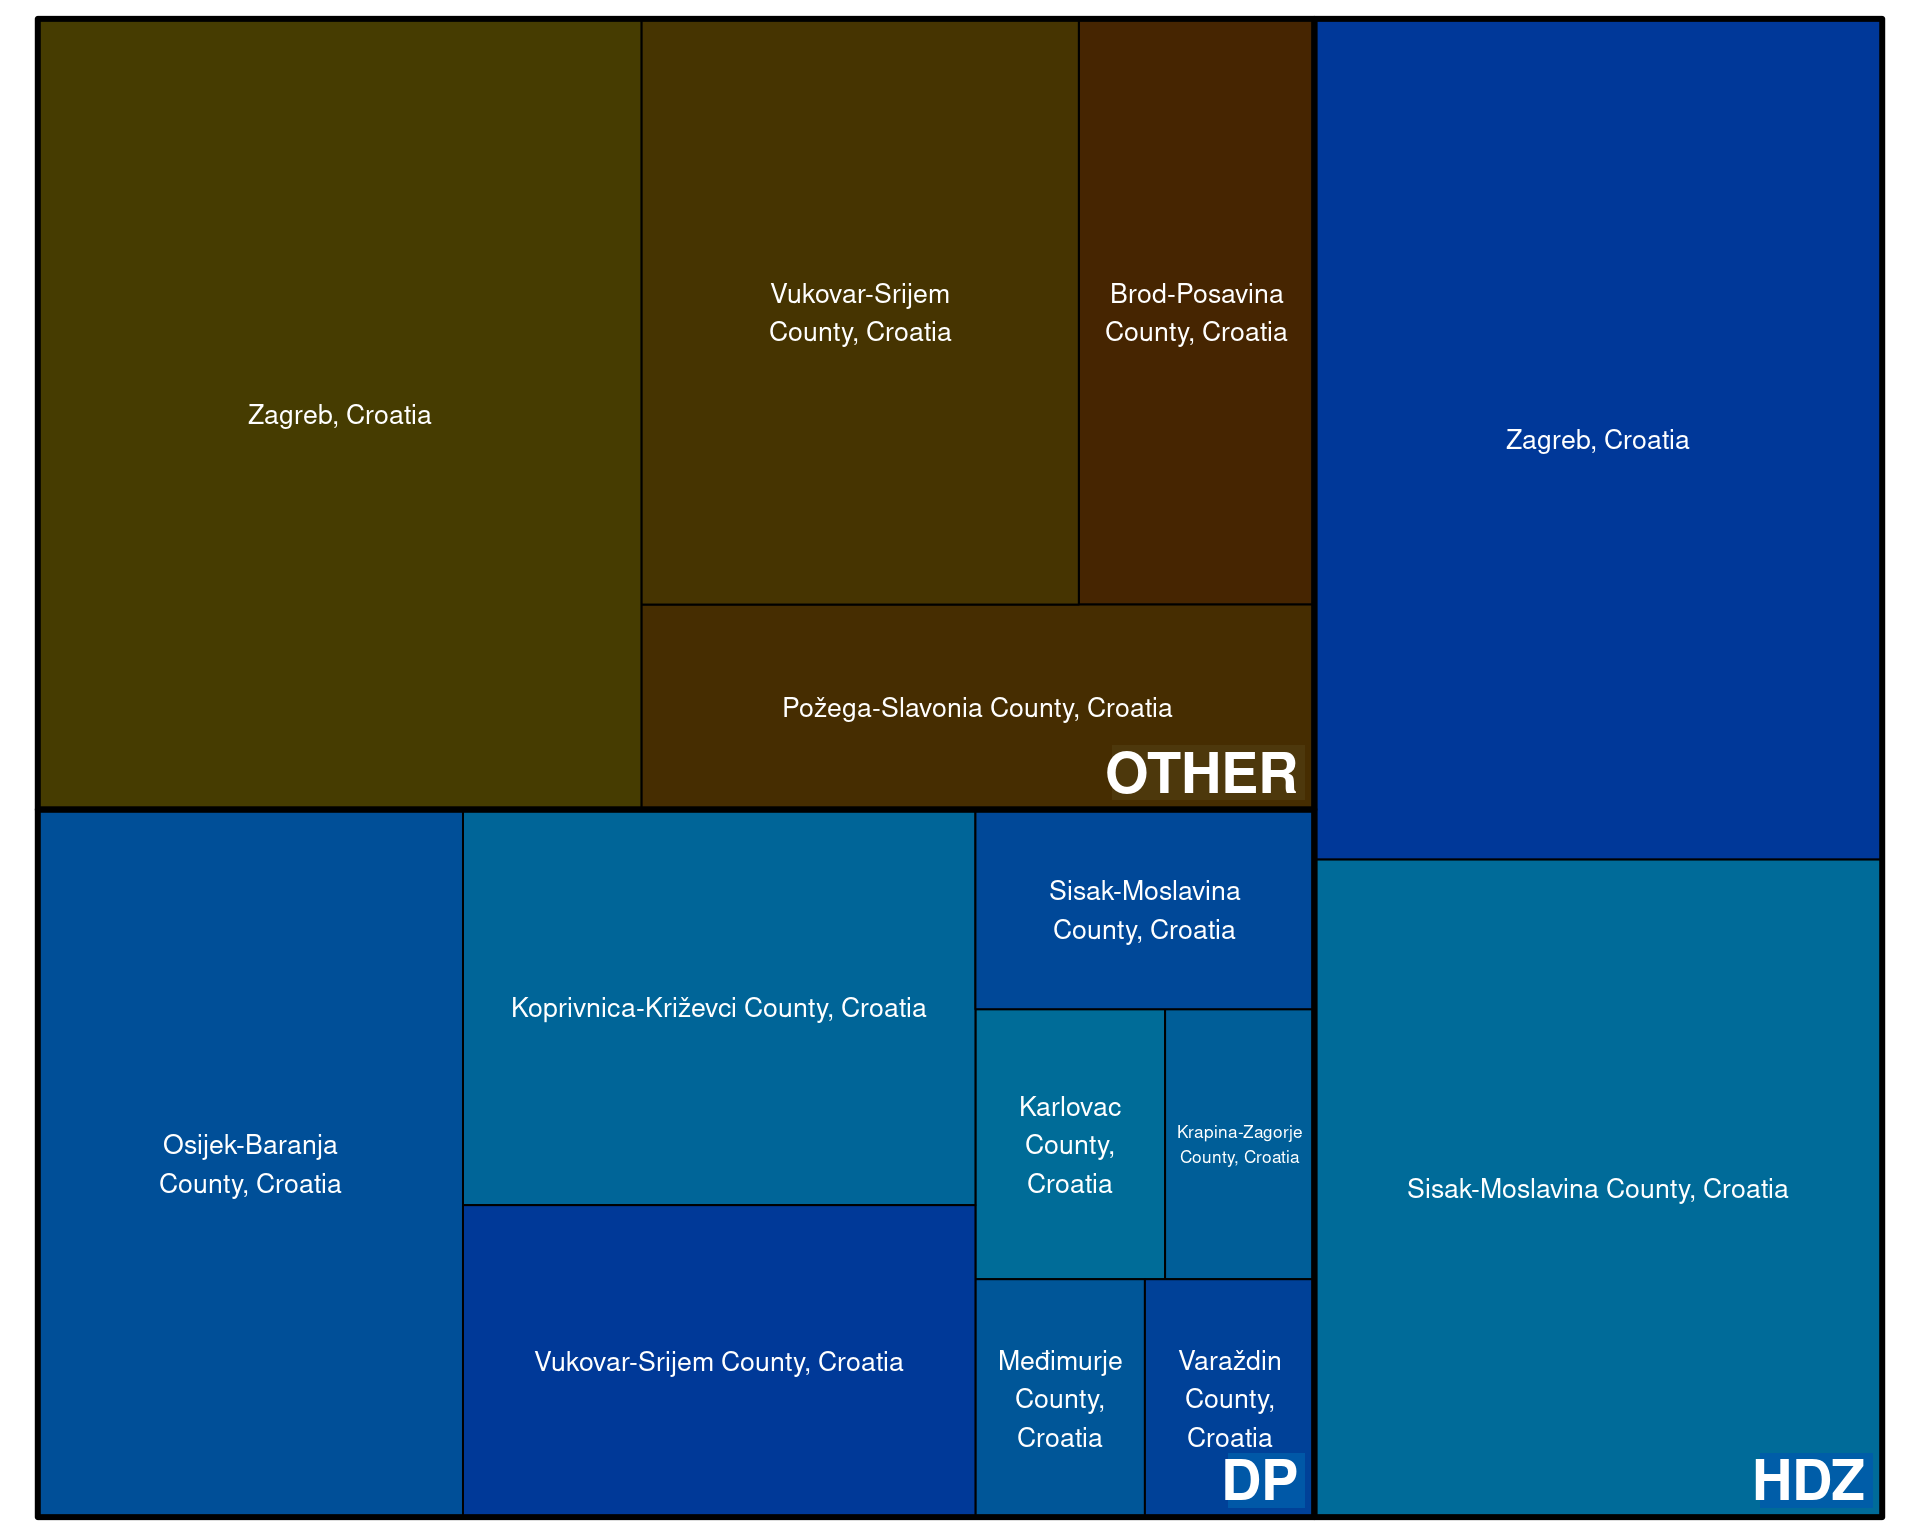 Zagreb, Croatia
Vukovar-Srijem
County, Croatia
Brod-Posavina
County, Croatia
Požega-Slavonia County, Croatia
OTHER
Osijek-Baranja
County, Croatia
Koprivnica-Križevci County, Croatia
Vukovar-Srijem County, Croatia
Sisak-Moslavina
County, Croatia
Karlovac
County,
Croatia
Krapina-Zagorje
County, Croatia
Međimurje
County,
Croatia
Varaždin
County,
Croatia
DP
Zagreb, Croatia
Sisak-Moslavina County, Croatia
HDZ